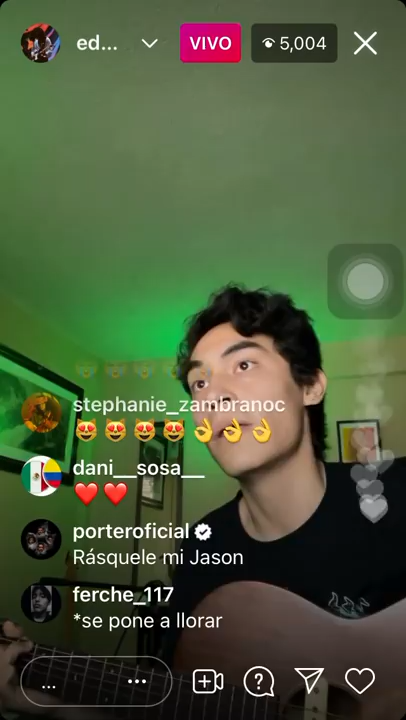 ed...
VIVO
5,004
stephanie_zambranoc
😻😻😻😻👌👌👌
dani__sosa__
❤️❤️
porteroficial
Rásquele mi Jason
ferche_117
*se pone a llorar
...